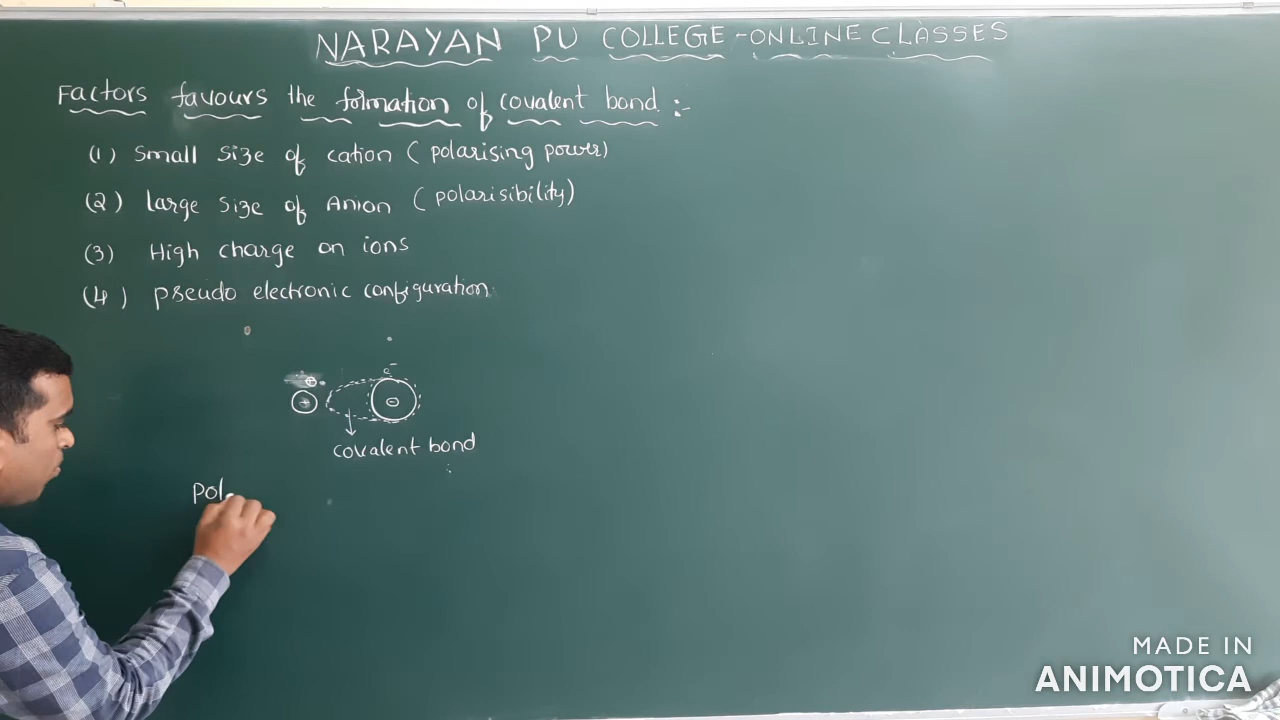 NARAYAN PU COLLEGE - ONLINE CLASSES
Factors favours the formation of covalent bond :-
(1) Small Size of cation ( polarising power)
(2) large Size of Anion ( polarisibility)
(3) High charge on ions
(4) pseudo electronic configuration
e⁻
+
+ -
covalent bond
Pol
MADE IN
ANIMOTICA